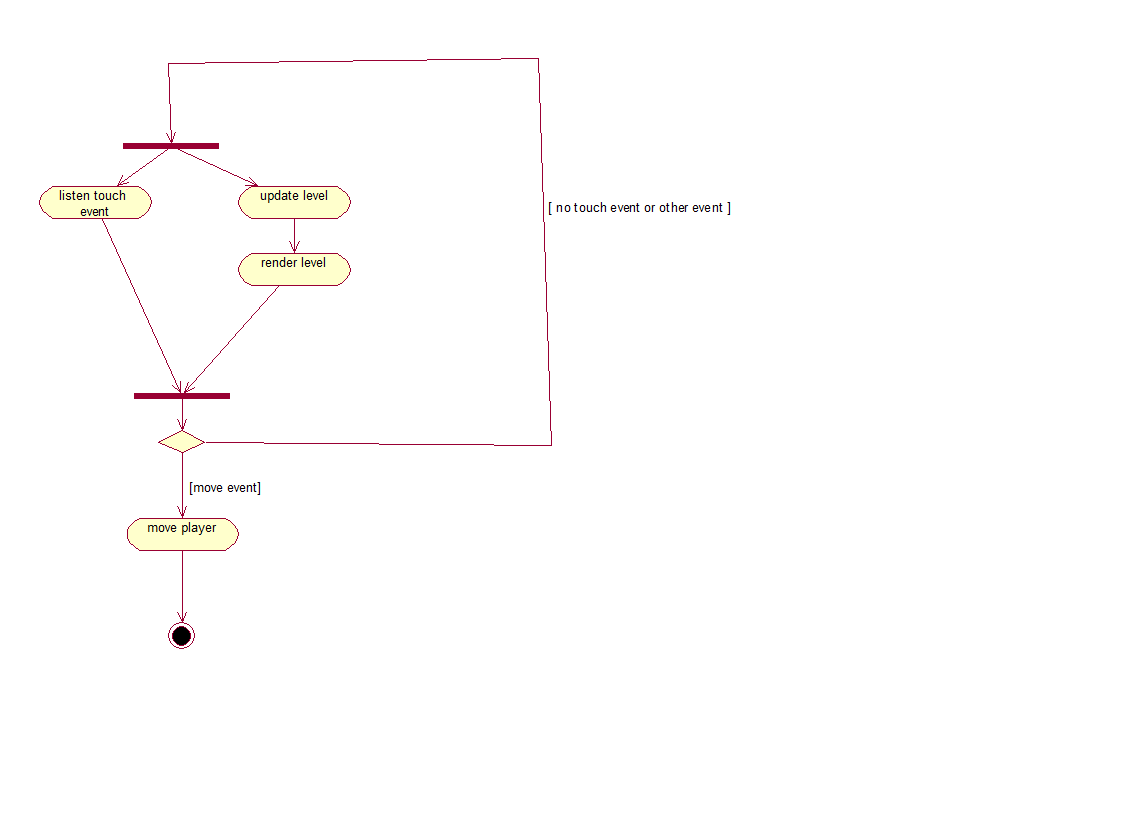 listen touch
event
update level
[ no touch event or other event ]
render level
[move event]
move player